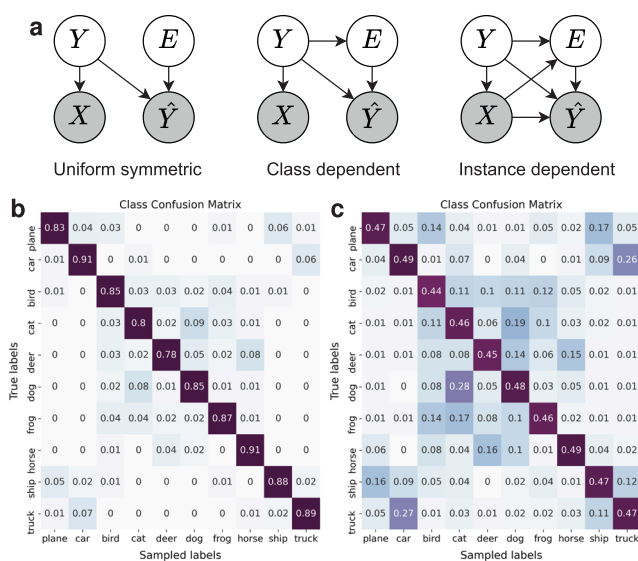 a
Y E Y E Y E
X Ŷ X Ŷ X Ŷ
Uniform symmetric Class dependent Instance dependent
b Class Confusion Matrix
plane 0.83 0.04 0.03 0 0 0 0.01 0 0.06 0.01
car 0.01 0.91 0 0 0 0 0 0 0.01 0.06
bird 0.01 0 0.85 0.03 0.03 0.02 0.04 0.01 0.01 0
cat 0 0 0.03 0.8 0.02 0.09 0.03 0.01 0 0
deer 0 0 0.03 0.02 0.78 0.05 0.02 0.08 0 0
dog 0 0 0.02 0.08 0.01 0.85 0.01 0.01 0 0
frog 0 0 0.04 0.04 0.02 0.02 0.87 0.01 0 0
horse 0 0 0.01 0 0.04 0.02 0 0.91 0 0
ship 0.05 0.02 0 0 0 0 0 0 0.88 0.02
truck 0.01 0.07 0 0 0 0 0 0.01 0.02 0.89
plane car bird cat deer dog frog horse ship truck
True labels
Sampled labels
c Class Confusion Matrix
plane 0.47 0.05 0.14 0.04 0.01 0.01 0.05 0.02 0.17 0.05
car 0.04 0.49 0.01 0.07 0 0.04 0 0.01 0.07 0.26
bird 0.01 0.01 0.44 0.11 0.1 0.11 0.12 0.05 0.04 0.01
cat 0.01 0.01 0.11 0.46 0.06 0.19 0.1 0.03 0.02 0.01
deer 0.01 0.01 0.08 0.08 0.45 0.14 0.06 0.15 0.02 0.01
dog 0.01 0 0.04 0.28 0.05 0.48 0.03 0.05 0.01 0.01
frog 0.01 0.01 0.14 0.17 0.08 0.1 0.46 0.02 0.01 0.01
horse 0.06 0 0.08 0.04 0.16 0.1 0.01 0.49 0.04 0.02
ship 0.16 0.09 0.05 0.04 0 0.02 0.04 0.01 0.47 0.12
truck 0.05 0.27 0.01 0.03 0.01 0.02 0.01 0.03 0.11 0.47
plane car bird cat deer dog frog horse ship truck
True labels
Sampled labels